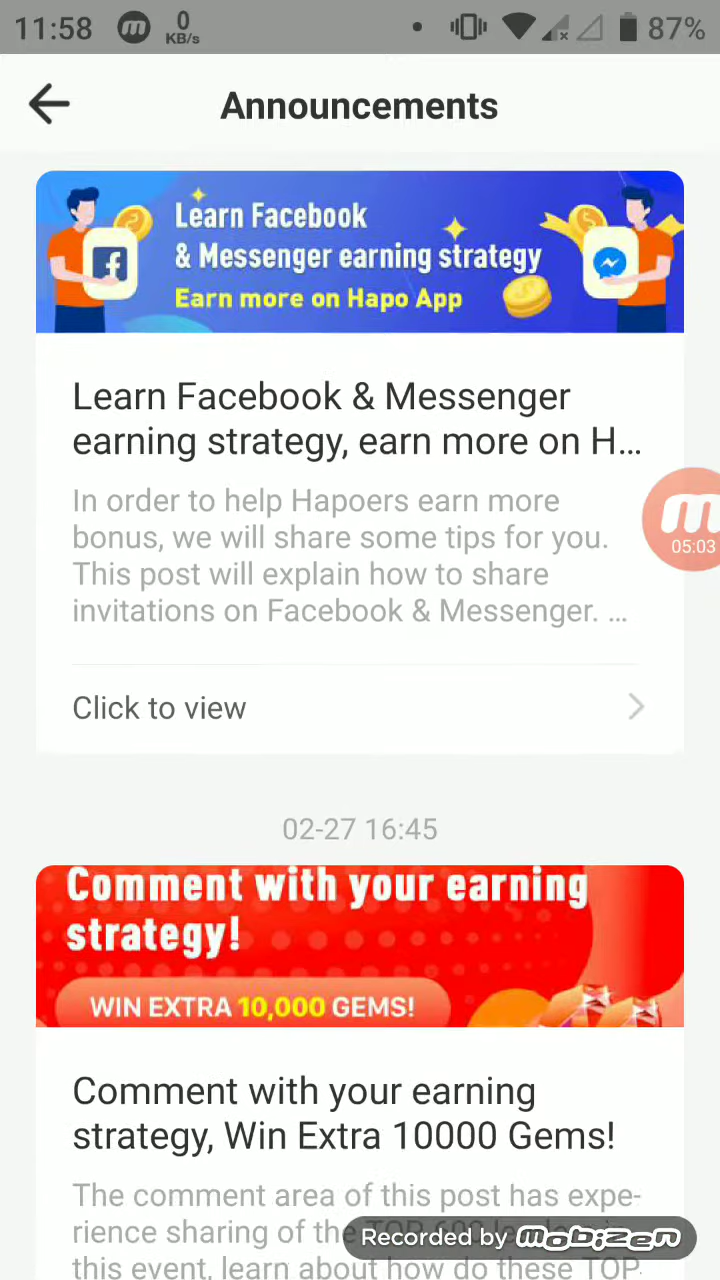 11:58
0
KB/s
87%
Announcements
Learn Facebook
& Messenger earning strategy
Earn more on Hapo App
Learn Facebook & Messenger
earning strategy, earn more on H...
In order to help Hapoers earn more
bonus, we will share some tips for you.
This post will explain how to share
invitations on Facebook & Messenger. ...
05:03
Click to view
02-27 16:45
Comment with your earning
strategy!
WIN EXTRA 10,000 GEMS!
Comment with your earning
strategy, Win Extra 10000 Gems!
The comment area of this post has expe-
rience sharing of the
Recorded by mobizen
this event, learn about how do these TOP